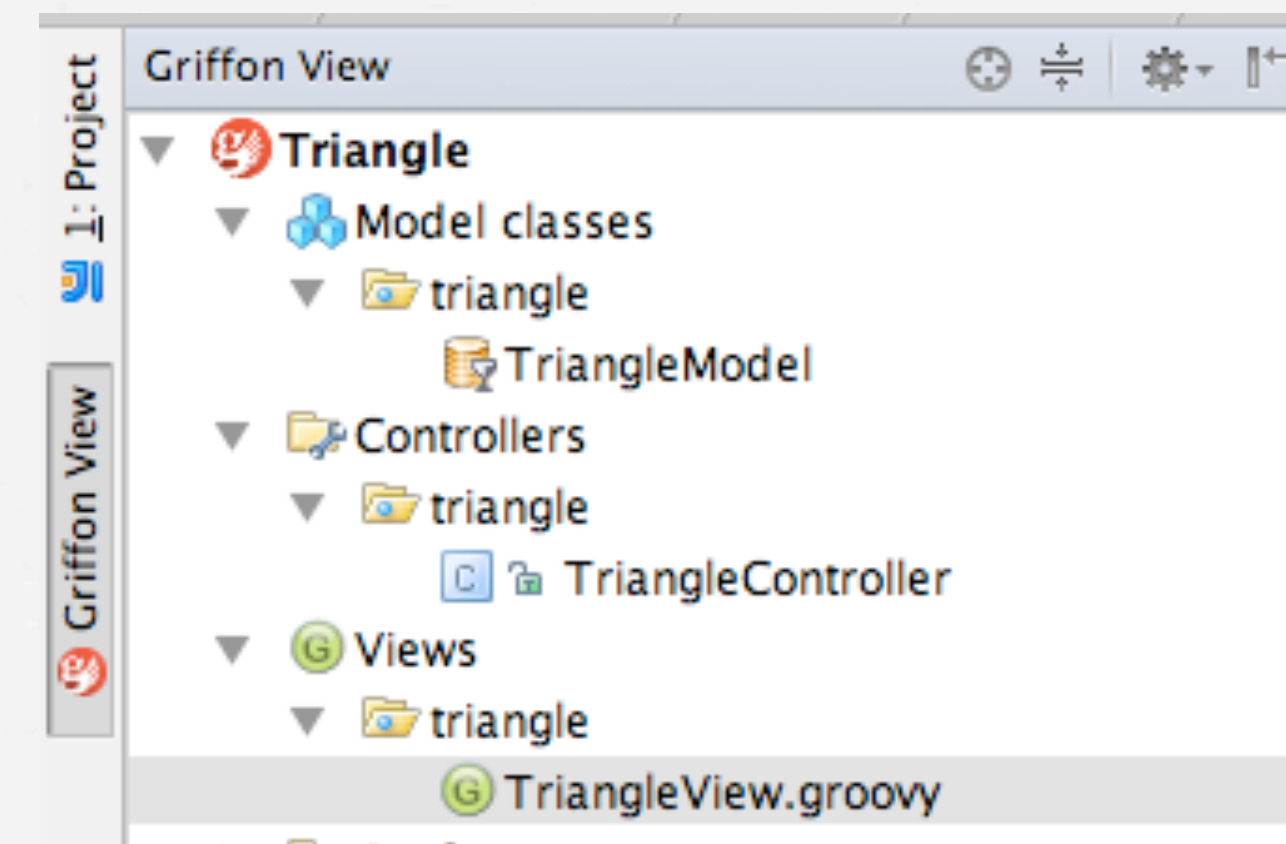 Griffon View
1: Project
Griffon View
Triangle
Model classes
triangle
TriangleModel
Controllers
triangle
C TriangleController
G Views
triangle
G TriangleView.groovy